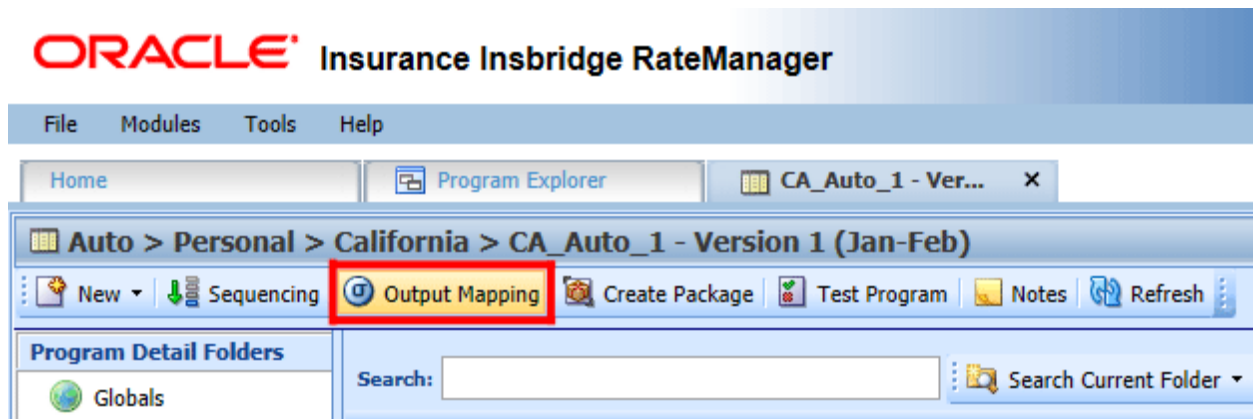 ORACLE Insurance Insbridge RateManager
File Modules Tools Help
Home Program Explorer CA_Auto_1 - Ver... ×
Auto > Personal > California > CA_Auto_1 - Version 1 (Jan-Feb)
New Sequencing Output Mapping Create Package Test Program Notes Refresh
Program Detail Folders
Search: Search Current Folder
Globals